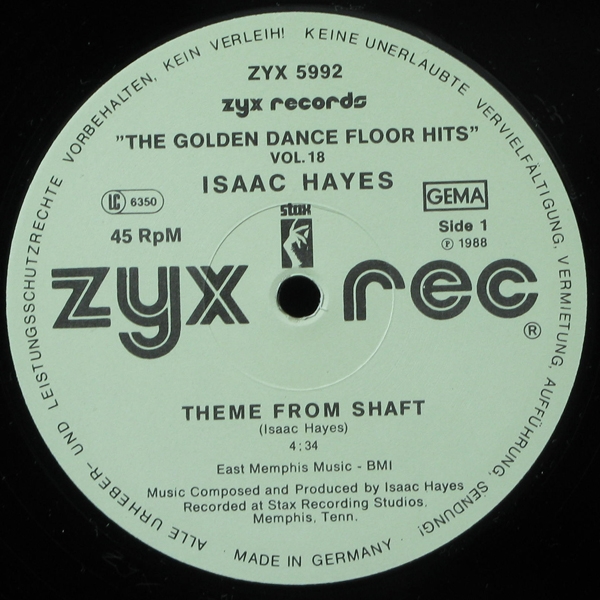 ALLE URHEBER- UND LEISTUNGSSCHUTZRECHTE VORBEHALTEN, KEIN VERLEIH! KEINE UNERLAUBTE VERVIELFÄLTIGUNG, VERMIETUNG, AUFFÜHRUNG, SENDUNG!
ZYX 5992
zyx records
"THE GOLDEN DANCE FLOOR HITS"
VOL.18
ISAAC HAYES
LC 6350
GEMA
stax
45 RpM
Side 1
℗ 1988
zyx rec ®
THEME FROM SHAFT
(Isaac Hayes)
4:34
East Memphis Music - BMI
Music Composed and Produced by Isaac Hayes
Recorded at Stax Recording Studios,
Memphis, Tenn.
· MADE IN GERMANY ·